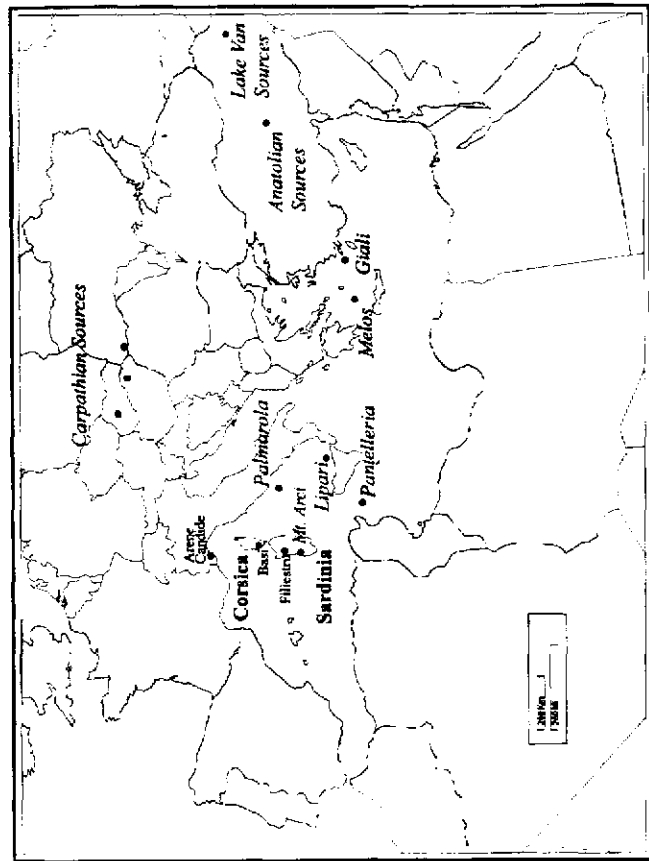 Carpathian Sources
Lake Van
Sources
Anatolian
Sources
Arene
Candide
Corsica
Basi
Filiestru
Mt. Arci
Sardinia
Palmarola
Lipari
Pantelleria
Melos
Giali